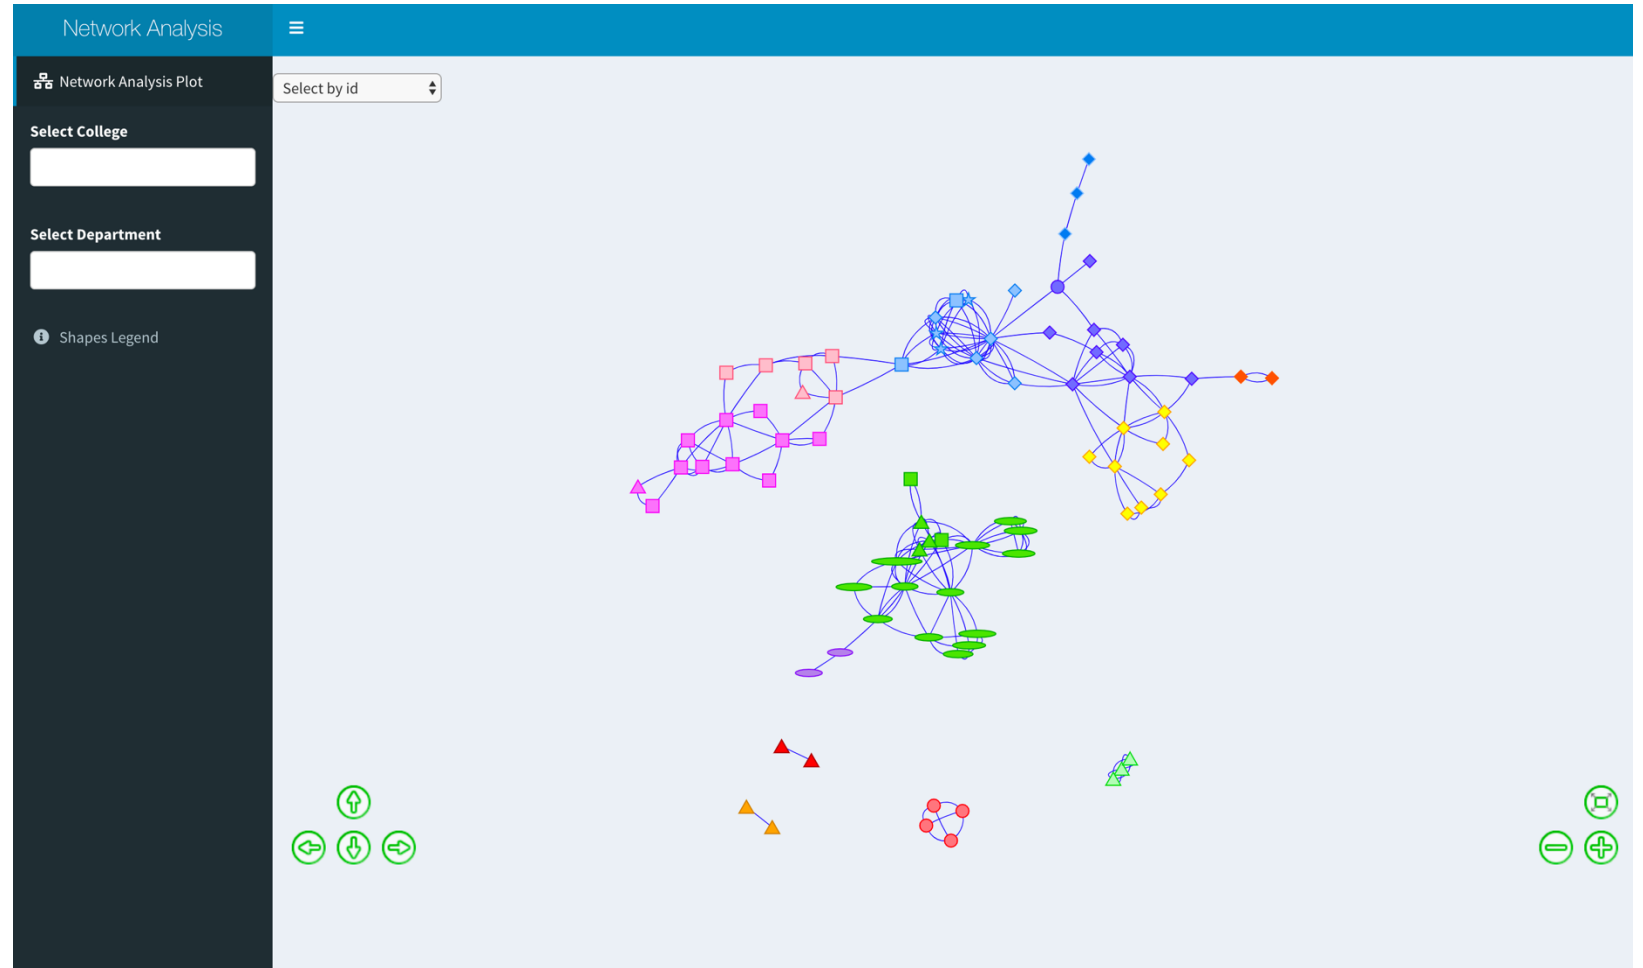 Network Analysis
Network Analysis Plot
Select by id
Select College
Select Department
Shapes Legend